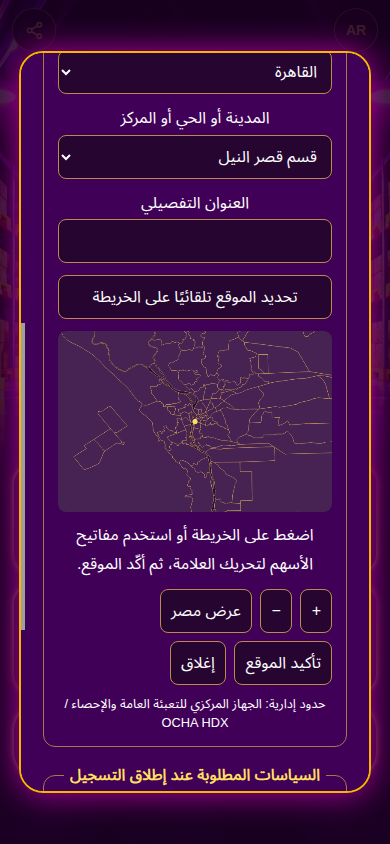 AR
القاهرة
المدينة أو الحي أو المركز
قسم قصر النيل
العنوان التفصيلي
تحديد الموقع تلقائيًا على الخريطة
اضغط على الخريطة أو استخدم مفاتيح
الأسهم لتحريك العلامة، ثم أكّد الموقع.
+
−
عرض مصر
تأكيد الموقع
إغلاق
حدود إدارية: الجهاز المركزي للتعبئة العامة والإحصاء /
OCHA HDX
السياسات المطلوبة عند إطلاق التسجيل